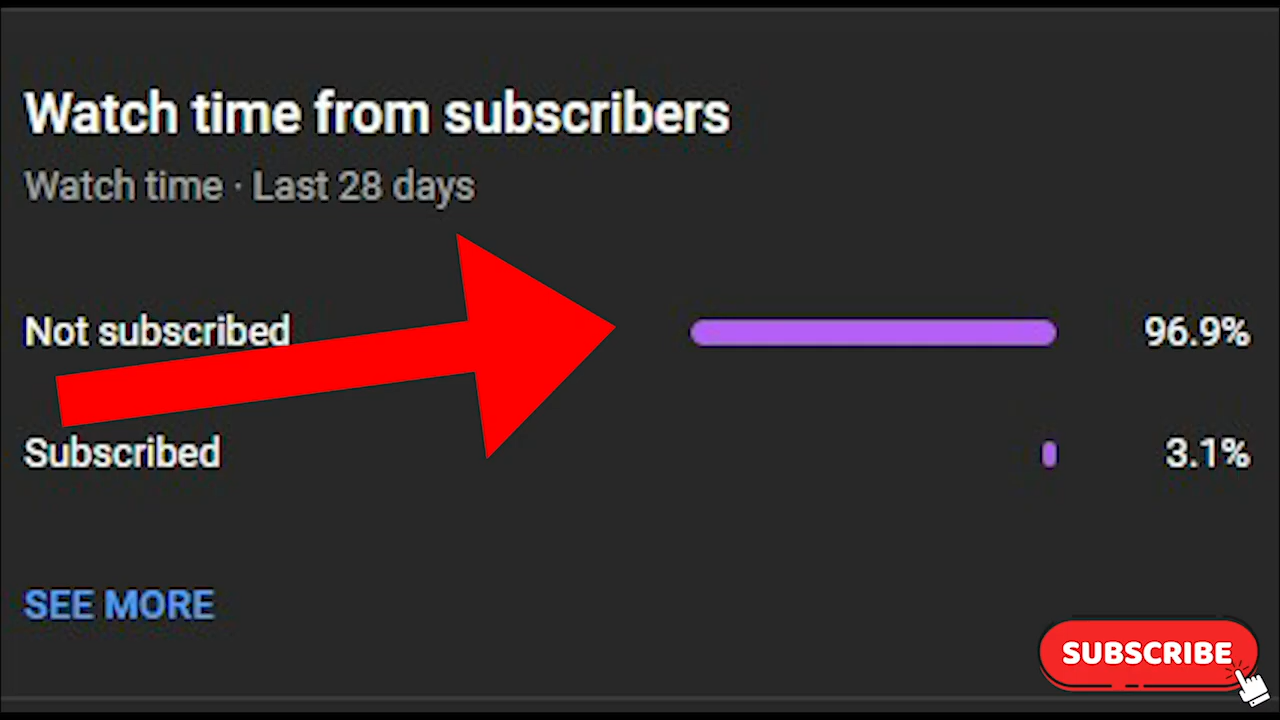 Watch time from subscribers
Watch time · Last 28 days
Not subscribed 96.9%
Subscribed 3.1%
SEE MORE
SUBSCRIBE